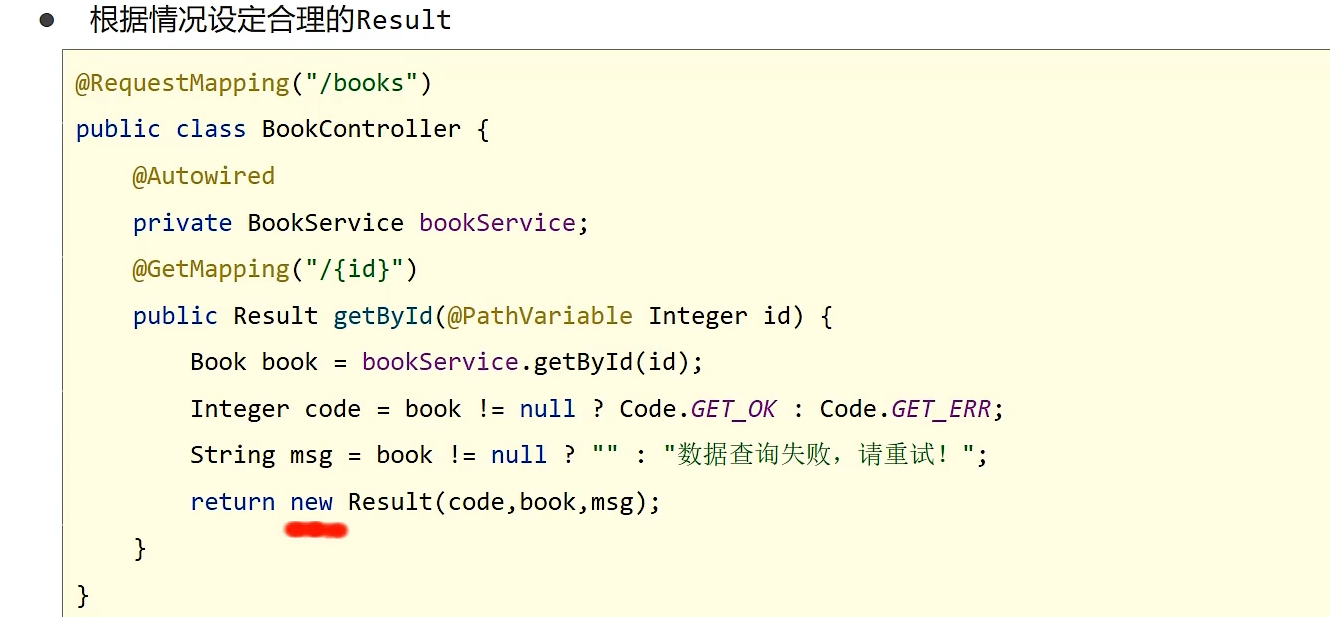 ● 根据情况设定合理的Result
@RequestMapping("/books")
public class BookController {
    @Autowired
    private BookService bookService;
    @GetMapping("/{id}")
    public Result getById(@PathVariable Integer id) {
        Book book = bookService.getById(id);
        Integer code = book != null ? Code.GET_OK : Code.GET_ERR;
        String msg = book != null ? "" : "数据查询失败，请重试！";
        return new Result(code,book,msg);
    }
}